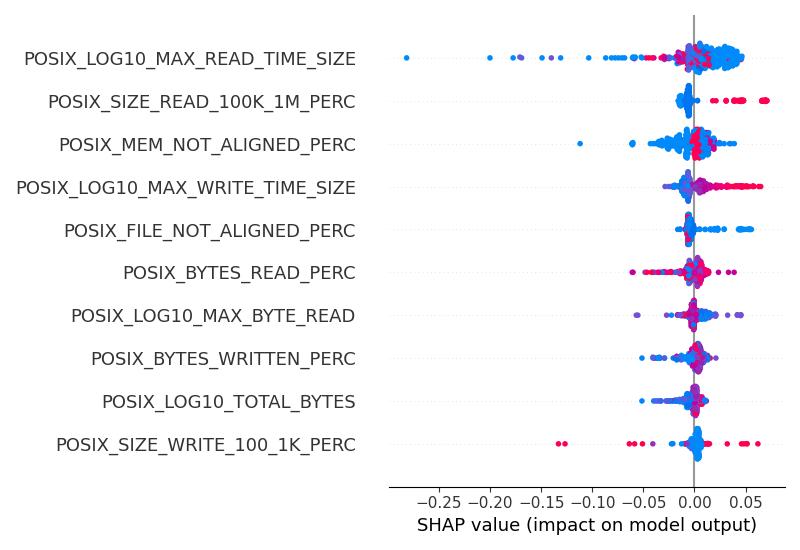 POSIX_LOG10_MAX_READ_TIME_SIZE
POSIX_SIZE_READ_100K_1M_PERC
POSIX_MEM_NOT_ALIGNED_PERC
POSIX_LOG10_MAX_WRITE_TIME_SIZE
POSIX_FILE_NOT_ALIGNED_PERC
POSIX_BYTES_READ_PERC
POSIX_LOG10_MAX_BYTE_READ
POSIX_BYTES_WRITTEN_PERC
POSIX_LOG10_TOTAL_BYTES
POSIX_SIZE_WRITE_100_1K_PERC
−0.25 −0.20 −0.15 −0.10 −0.05 0.00 0.05
SHAP value (impact on model output)